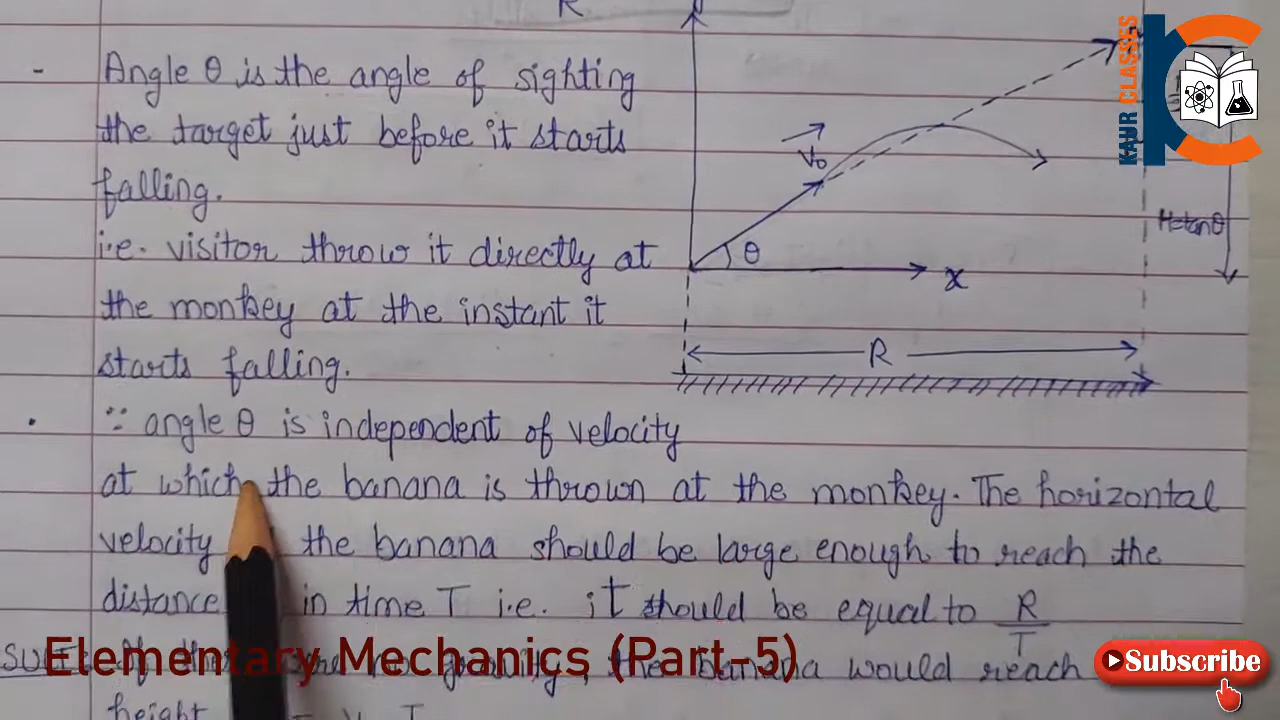 R
Angle θ is the angle of sighting
the target just before it starts
falling.
i.e. visitor throw it directly at
the monkey at the instant it
starts falling.
∵ angle θ is independent of velocity
at which the banana is thrown at the monkey. The horizontal
velocity the banana should be large enough to reach the
distance in time T i.e. it should be equal to R/T
gravity, the banana would reach
height
V₀
θ
x
R
H=tanθ
KAUR CLASSES
Elementary Mechanics (Part-5)
Subscribe